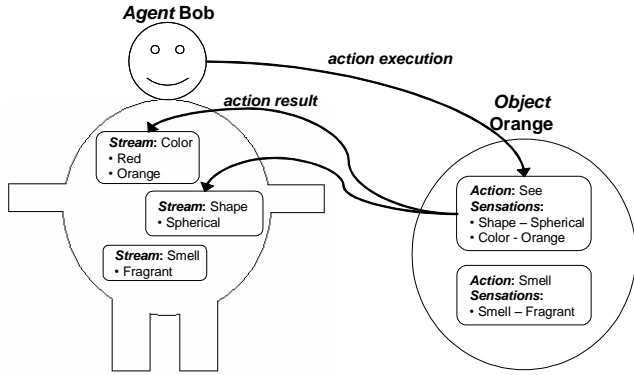 Agent Bob
action execution
action result
Object
Orange
Stream: Color
• Red
• Orange
Stream: Shape
• Spherical
Stream: Smell
• Fragrant
Action: See
Sensations:
• Shape – Spherical
• Color - Orange
Action: Smell
Sensations:
• Smell – Fragrant